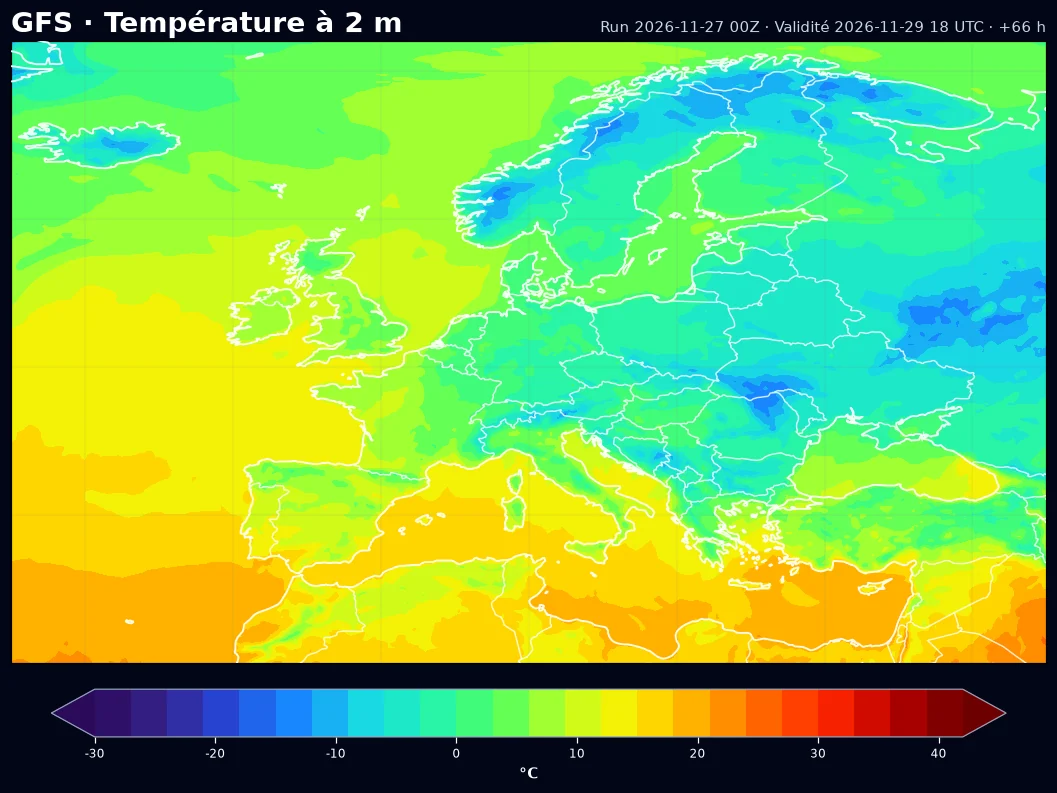 GFS · Température à 2 m
Run 2026-11-27 00Z · Validité 2026-11-29 18 UTC · +66 h
-30 -20 -10 0 10 20 30 40
°C